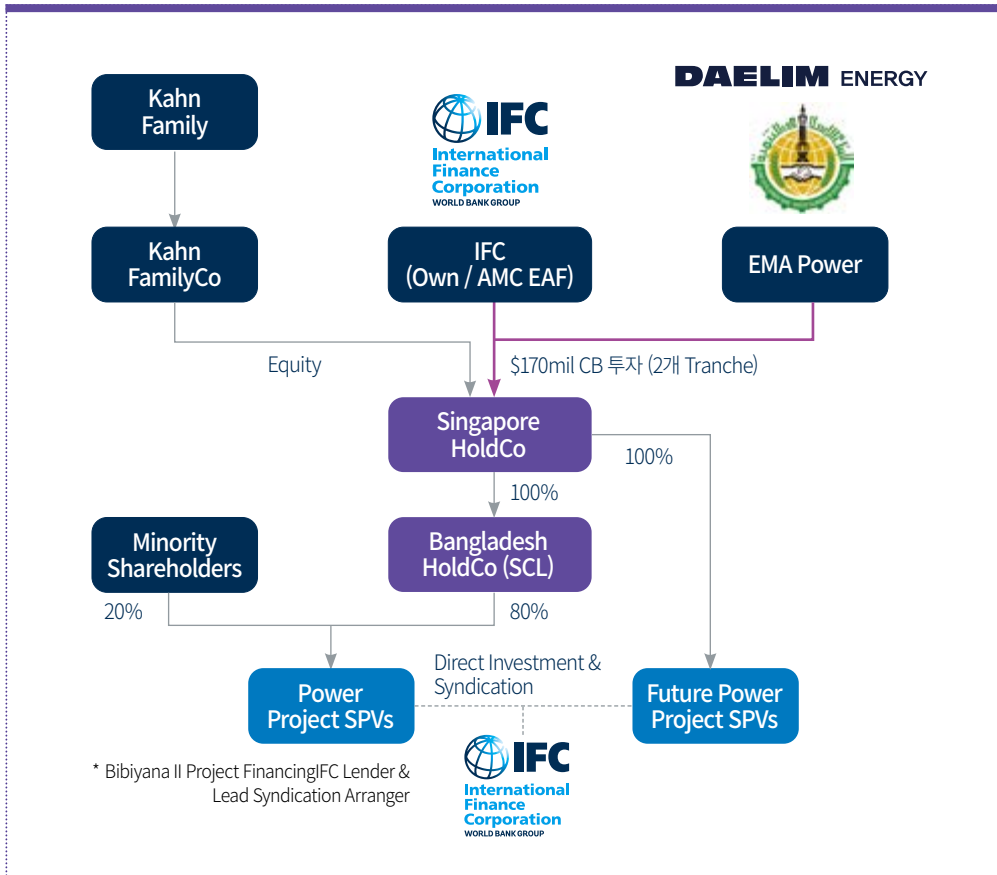 DAELIM ENERGY
Kahn
Family
IFC
International
Finance
Corporation
WORLD BANK GROUP
Kahn
FamilyCo
IFC
(Own / AMC EAF)
EMA Power
Equity
$170mil CB 투자 (2개 Tranche)
Singapore
HoldCo
100%
100%
Minority
Shareholders
Bangladesh
HoldCo (SCL)
20%
80%
Direct Investment &
Syndication
Power
Project SPVs
Future Power
Project SPVs
* Bibiyana II Project FinancingIFC Lender &
Lead Syndication Arranger
IFC
International
Finance
Corporation
WORLD BANK GROUP